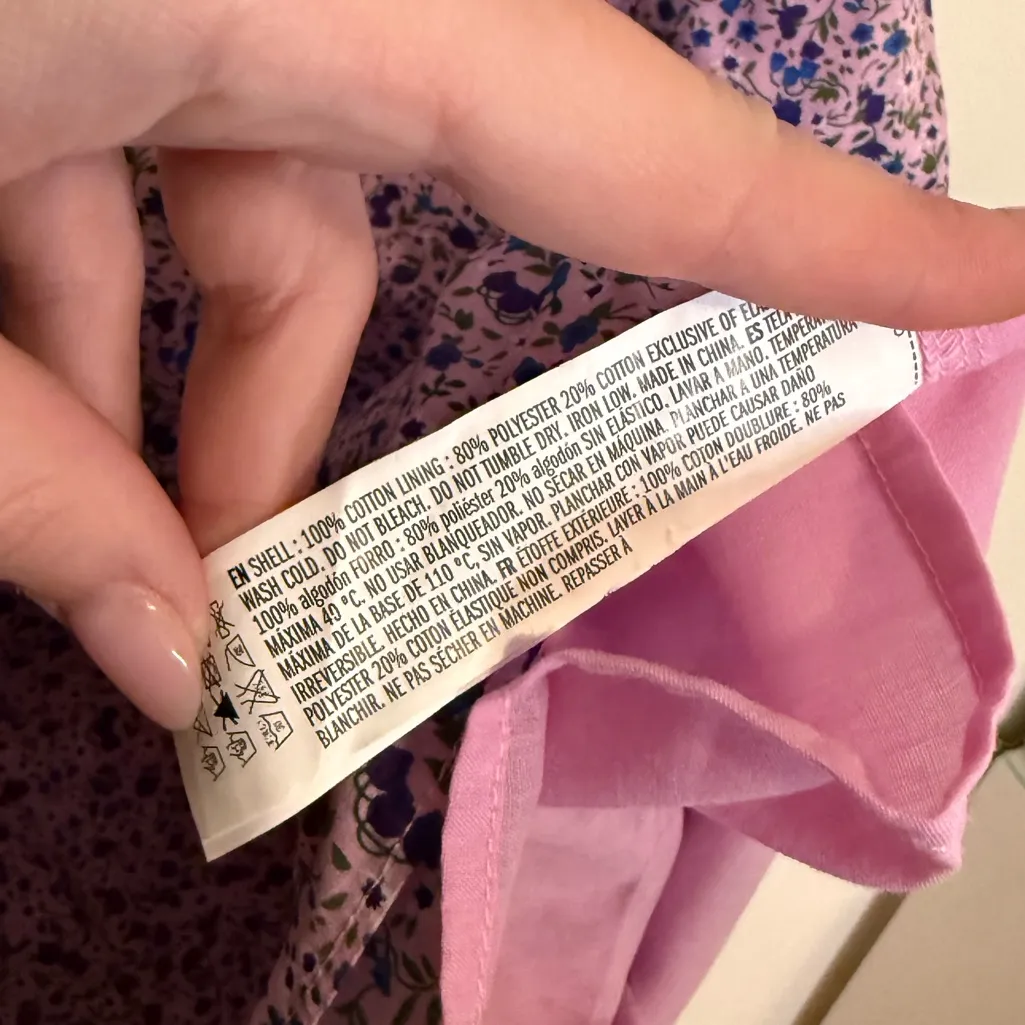 EN SHELL : 100% COTTON LINING : 80% POLYESTER 20% COTTON EXCLUSIVE OF
WASH COLD. DO NOT BLEACH. DO NOT TUMBLE DRY. IRON LOW. MADE IN CHINA. ES
100% algodón FORRO : 80% poliéster 20% algodón SIN ELÁSTICO. LAVAR A MANO.
MÁXIMA 40 °C. NO USAR BLANQUEADOR. NO SECAR EN MÁQUINA. PLANCHAR A UNA TEMPERATURA
MÁXIMA DE LA BASE DE 110 °C, SIN VAPOR. PLANCHAR CON VAPOR PUEDE CAUSAR DAÑO
IRREVERSIBLE. HECHO EN CHINA. FR ÉTOFFE EXTÉRIEURE : 100% COTON DOUBLURE : 80%
POLYESTER 20% COTON ÉLASTIQUE NON COMPRIS. LAVER À LA MAIN À L'EAU FROIDE. NE PAS
BLANCHIR. NE PAS SÉCHER EN MACHINE. REPASSER À